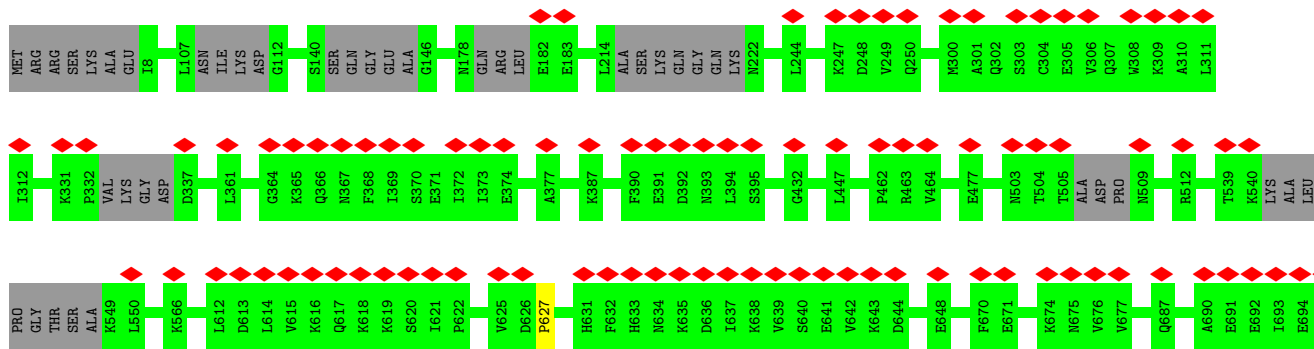 MET ARG ARG SER LYS ALA GLU I8 L107 ASN ILE LYS ASP G112 S140 SER GLN GLY GLU ALA G146 N178 GLN ARG LEU E182 E183 L214 ALA SER LYS GLN GLY GLN LYS N222 L244 K247 D248 V249 Q250 M300 A301 Q302 S303 C304 E305 V306 Q307 W308 K309 A310 L311
I312 K331 P332 VAL LYS GLY ASP D337 L361 G364 K365 Q366 N367 F368 I369 S370 E371 I372 I373 E374 A377 K387 F390 E391 D392 N393 L394 S395 G432 L447 P462 R463 V464 E477 N503 T504 T505 ALA ASP PRO N509 R512 T539 K540 LYS ALA LEU
PRO GLY THR SER ALA K549 L550 K566 L612 D613 L614 V615 K616 Q617 K618 K619 S620 I621 P622 V625 D626 P627 H631 F632 H633 N634 K635 D636 I637 K638 V639 S640 E641 V642 K643 D644 E648 F670 E671 K674 N675 V676 V677 Q687 A690 E691 E692 I693 E694